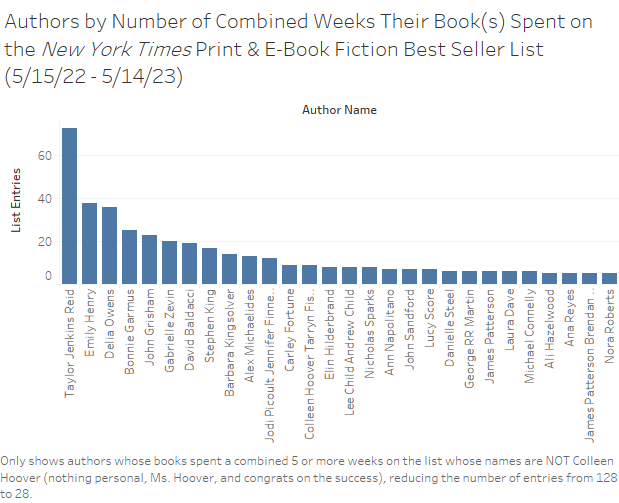 Authors by Number of Combined Weeks Their Book(s) Spent on
the New York Times Print & E-Book Fiction Best Seller List
(5/15/22 - 5/14/23)
Author Name
List Entries
60
40
20
0
Taylor Jenkins Reid
Emily Henry
Delia Owens
Bonnie Garmus
John Grisham
Gabrielle Zevin
David Baldacci
Stephen King
Barbara Kingsolver
Alex Michaelides
Jodi Picoult Jennifer Finne..
Carley Fortune
Colleen Hoover Tarryn Fis..
Elin Hilderbrand
Lee Child Andrew Child
Nicholas Sparks
Ann Napolitano
John Sandford
Lucy Score
Danielle Steel
George RR Martin
James Patterson
Laura Dave
Michael Connelly
Ali Hazelwood
Ana Reyes
James Patterson Brendan ..
Nora Roberts
Only shows authors whose books spent a combined 5 or more weeks on the list whose names are NOT Colleen
Hoover (nothing personal, Ms. Hoover, and congrats on the success), reducing the number of entries from 128
to 28.